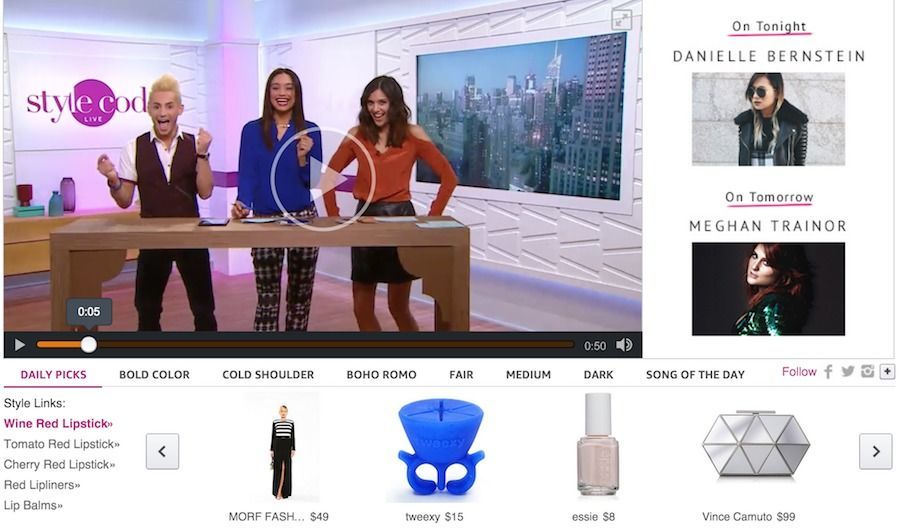 style cod
LIVE
0:05
0:50
On Tonight
DANIELLE BERNSTEIN
On Tomorrow
MEGHAN TRAINOR
DAILY PICKS BOLD COLOR COLD SHOULDER BOHO ROMO FAIR MEDIUM DARK SONG OF THE DAY Follow
Style Links:
Wine Red Lipstick»
Tomato Red Lipstick»
Cherry Red Lipstick»
Red Lipliners»
Lip Balms»
tweexy
essie
MORF FASH... $49
tweexy $15
essie $8
Vince Camuto $99